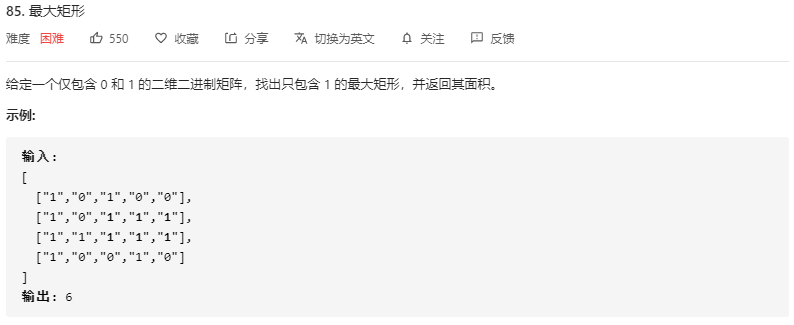 85. 最大矩形
难度 困难 550 收藏 分享 切换为英文 关注 反馈
给定一个仅包含 0 和 1 的二维二进制矩阵，找出只包含 1 的最大矩形，并返回其面积。
示例:
输入:
[
["1","0","1","0","0"],
["1","0","1","1","1"],
["1","1","1","1","1"],
["1","0","0","1","0"]
]
输出: 6